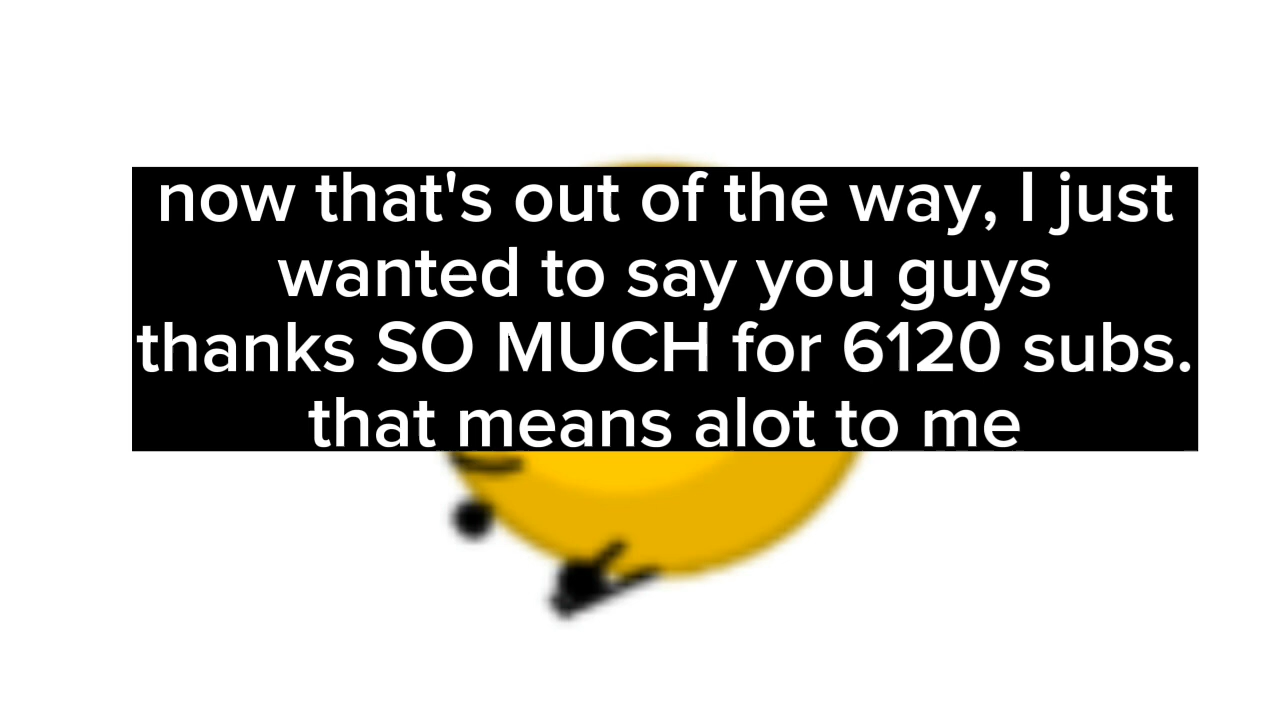 now that's out of the way, I just
wanted to say you guys
thanks SO MUCH for 6120 subs.
that means alot to me